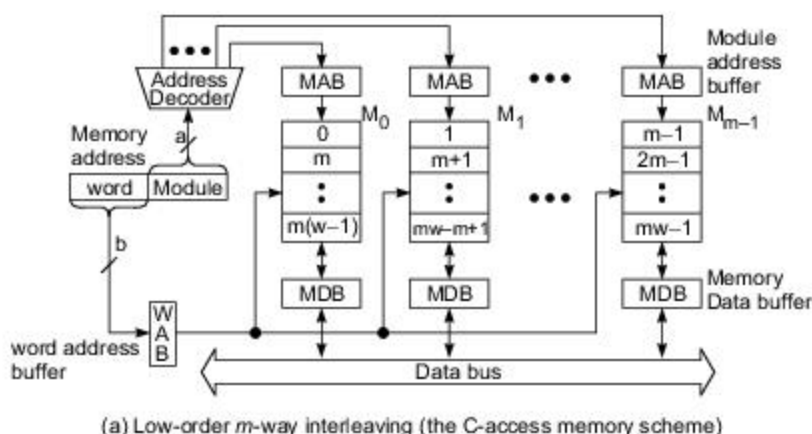 Address
Decoder
MAB
MAB
MAB
Module
address
buffer
M0
M1
Mm–1
a
Memory
address
word
Module
0
m
m(w–1)
1
m+1
mw–m+1
m–1
2m–1
mw–1
b
MDB
MDB
MDB
Memory
Data buffer
W
A
B
word address
buffer
Data bus
(a) Low-order m-way interleaving (the C-access memory scheme)